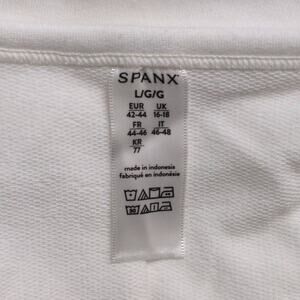 SPANX®
L/G/G
EUR UK
42-44 16-18
FR IT
44-46 46-48
KR
77
made in indonesia
fabriqué en indonésie